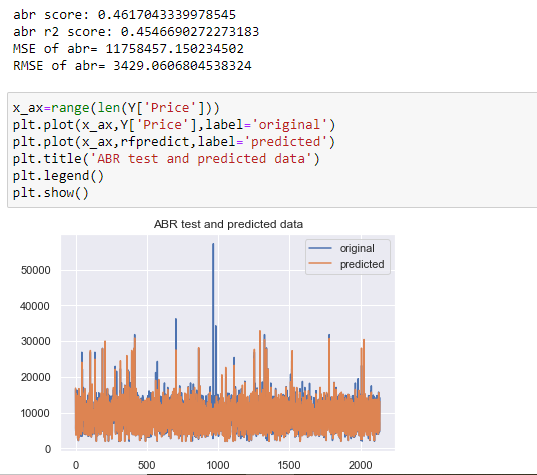 abr score: 0.4617043339978545
abr r2 score: 0.4546690272273183
MSE of abr= 11758457.150234502
RMSE of abr= 3429.0606804538324
x_ax=range(len(Y['Price']))
plt.plot(x_ax,Y['Price'],label='original')
plt.plot(x_ax,rfpredict,label='predicted')
plt.title('ABR test and predicted data')
plt.legend()
plt.show()
ABR test and predicted data
original
predicted
50000
40000
30000
20000
10000
0
0 500 1000 1500 2000